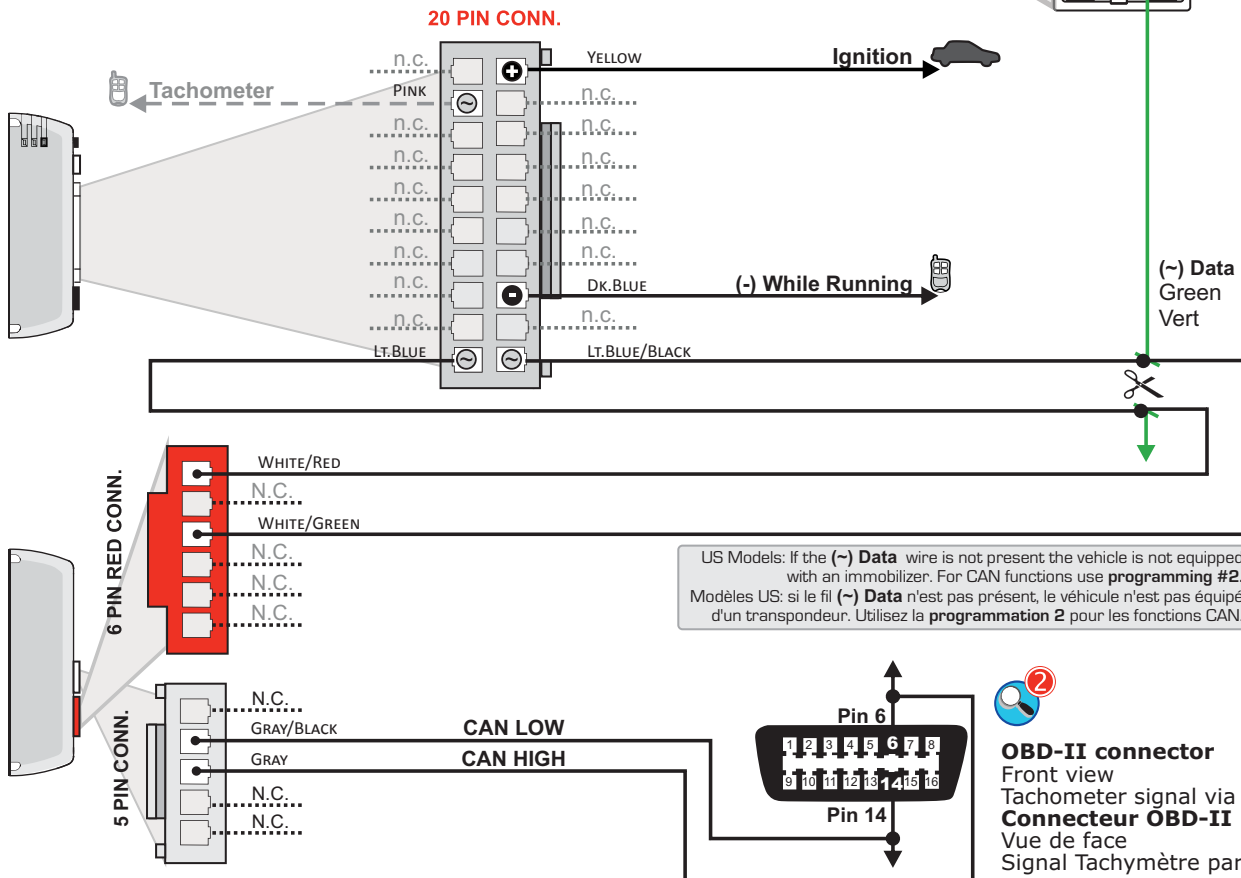 20 PIN CONN.
n.c.
YELLOW
Ignition
Tachometer
PINK
n.c.
n.c.
n.c.
n.c.
n.c.
n.c.
n.c.
n.c.
n.c.
n.c.
n.c.
n.c.
DK.BLUE
(-) While Running
n.c.
n.c.
LT.BLUE
LT.BLUE/BLACK
(~) Data
Green
Vert
6 PIN RED CONN.
WHITE/RED
N.C.
WHITE/GREEN
N.C.
N.C.
N.C.
US Models: If the (~) Data wire is not present the vehicle is not equipped
with an immobilizer. For CAN functions use programming #2.
Modèles US: si le fil (~) Data n'est pas présent, le véhicule n'est pas équipé
d'un transpondeur. Utilisez la programmation 2 pour les fonctions CAN.
5 PIN CONN.
N.C.
GRAY/BLACK
CAN LOW
GRAY
CAN HIGH
N.C.
N.C.
Pin 6
1 2 3 4 5 6 7 8
9 10 11 12 13 14 15 16
Pin 14
2
OBD-II connector
Front view
Tachometer signal via
Connecteur OBD-II
Vue de face
Signal Tachymètre par